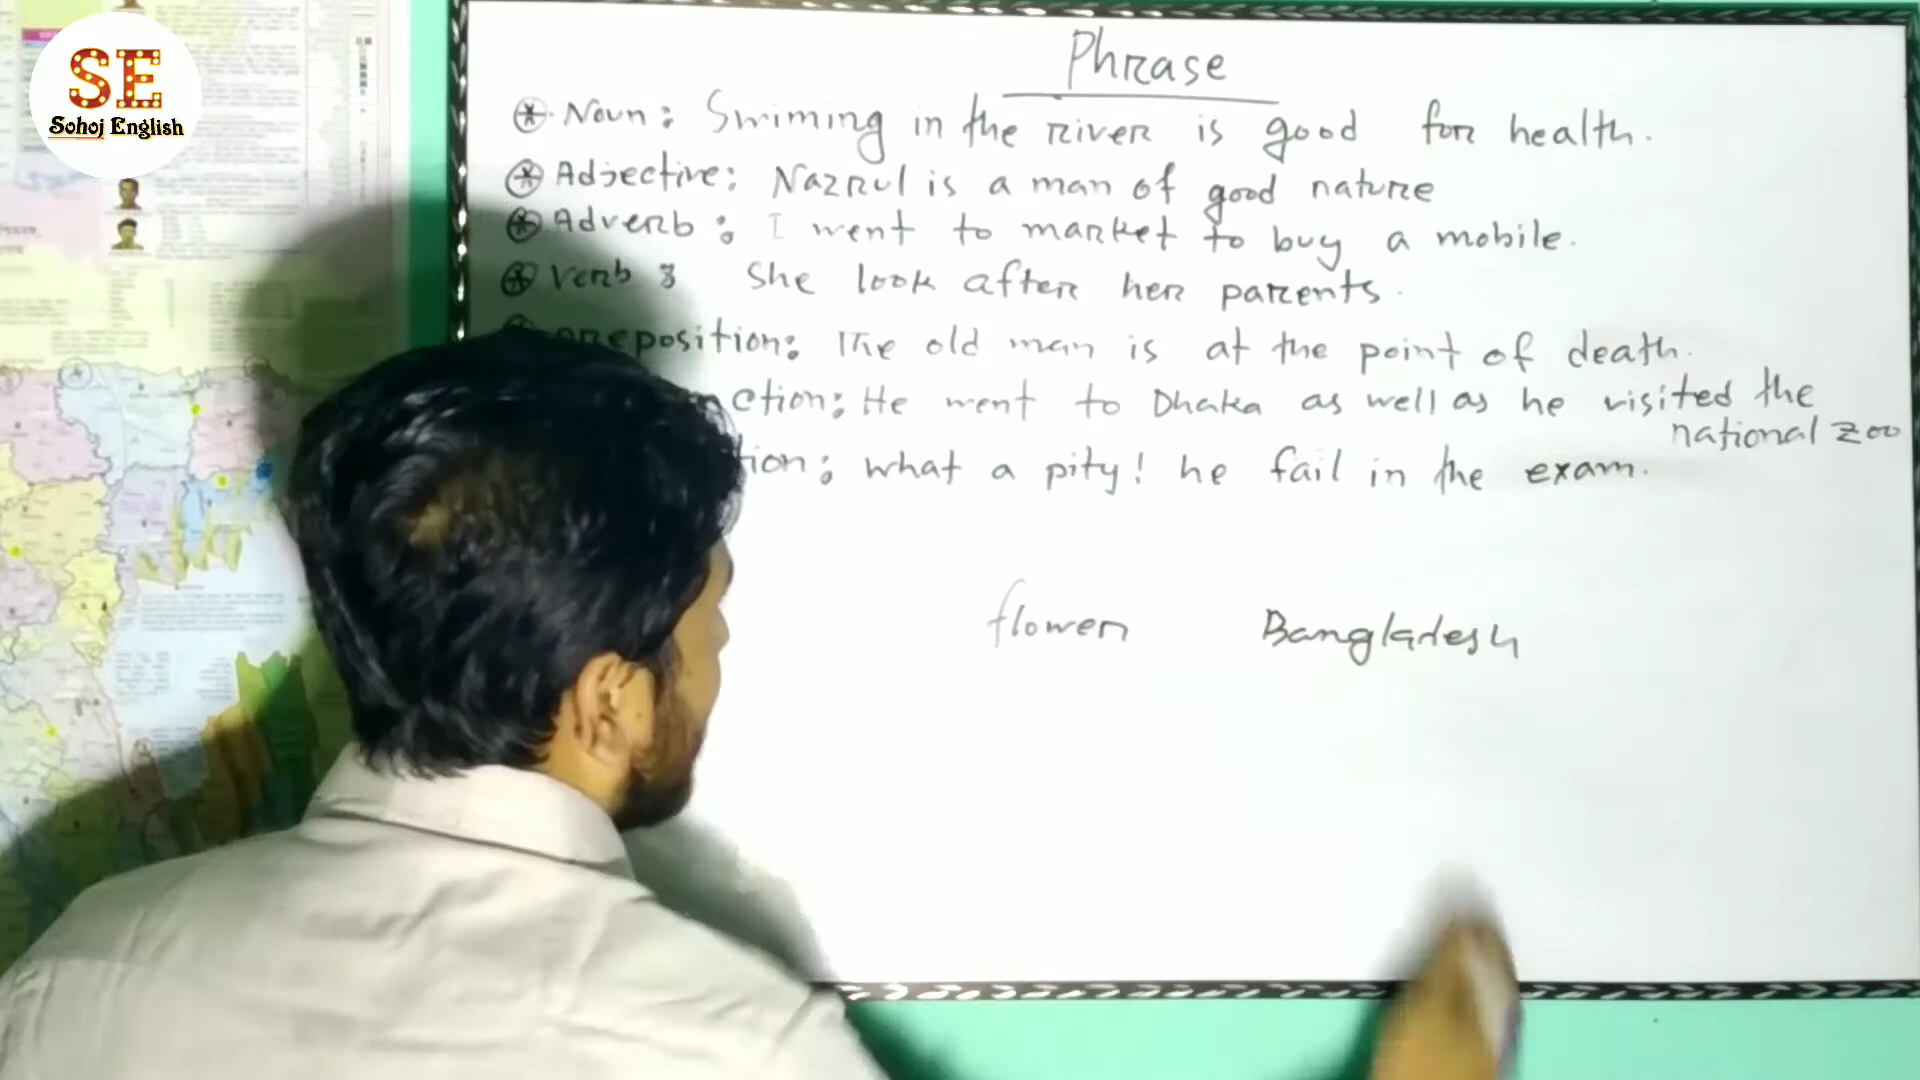 SE
Sohoj English
Phrase
Noun: Swiming in the river is good for health.
Adjective: Nazrul is a man of good nature
Adverb: I went to market to buy a mobile.
Verb: She look after her parents.
preposition: The old man is at the point of death.
ction: He went to Dhaka as well as he visited the
national zoo
tion: what a pity! he fail in the exam.
flower Bangladesh